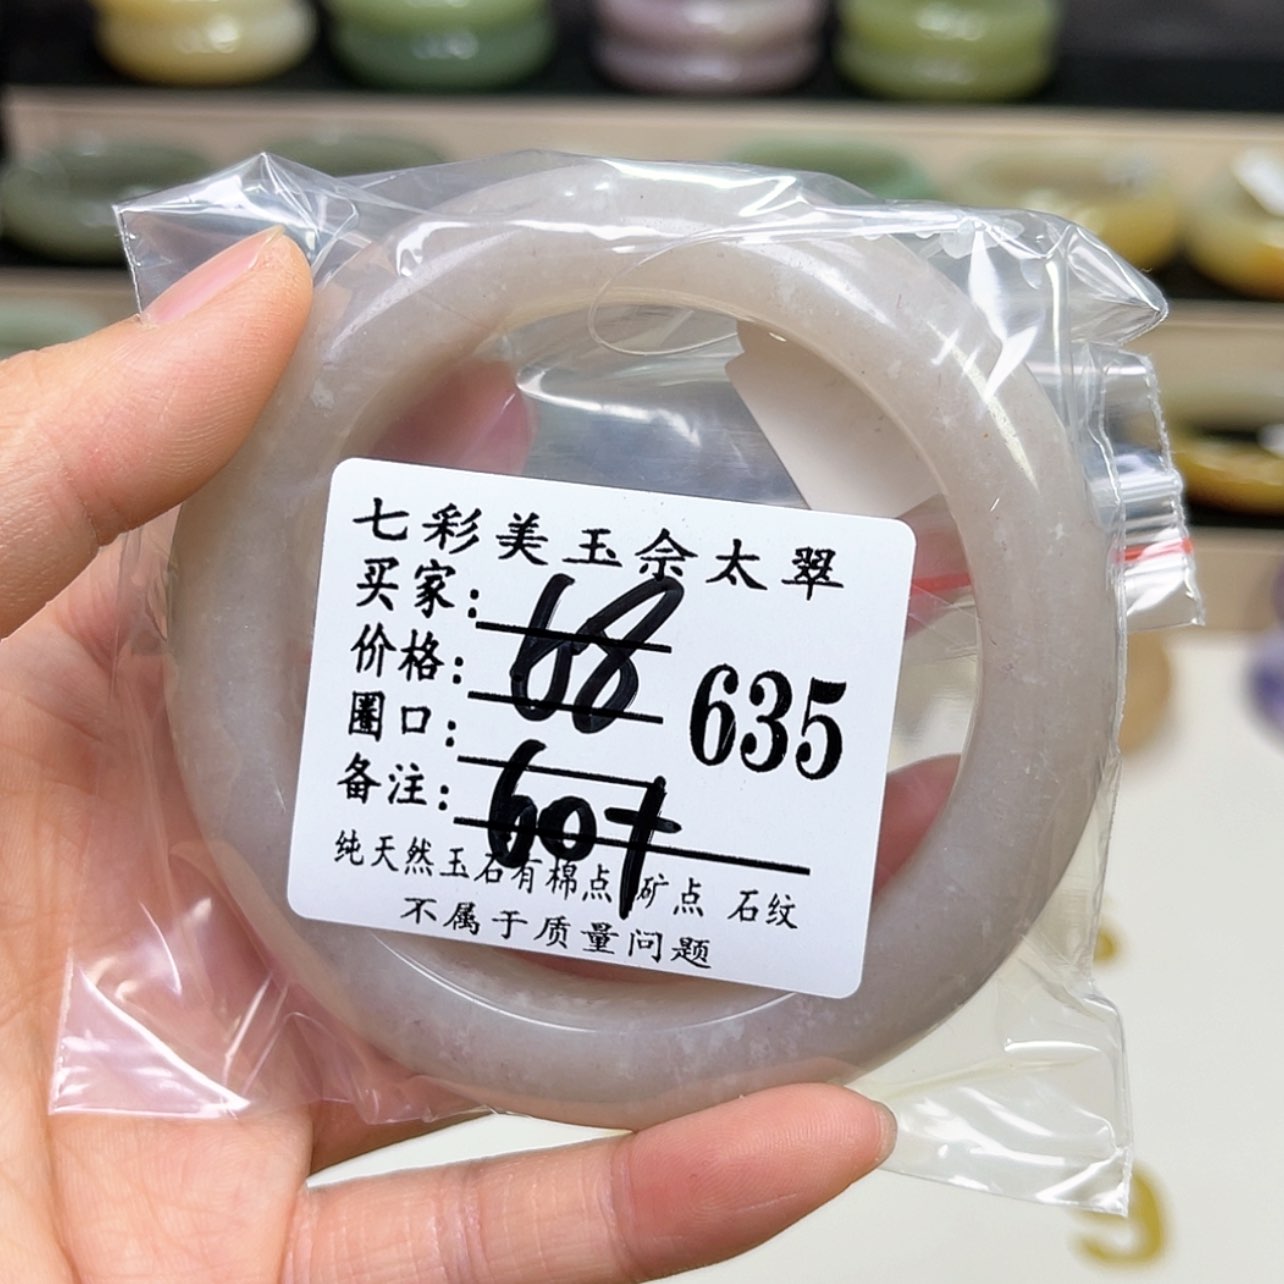 七彩美玉佘太翠
买家:
68
价格:
635
圈口:
607
备注:
纯天然玉石有棉点 矿点 石纹
不属于质量问题